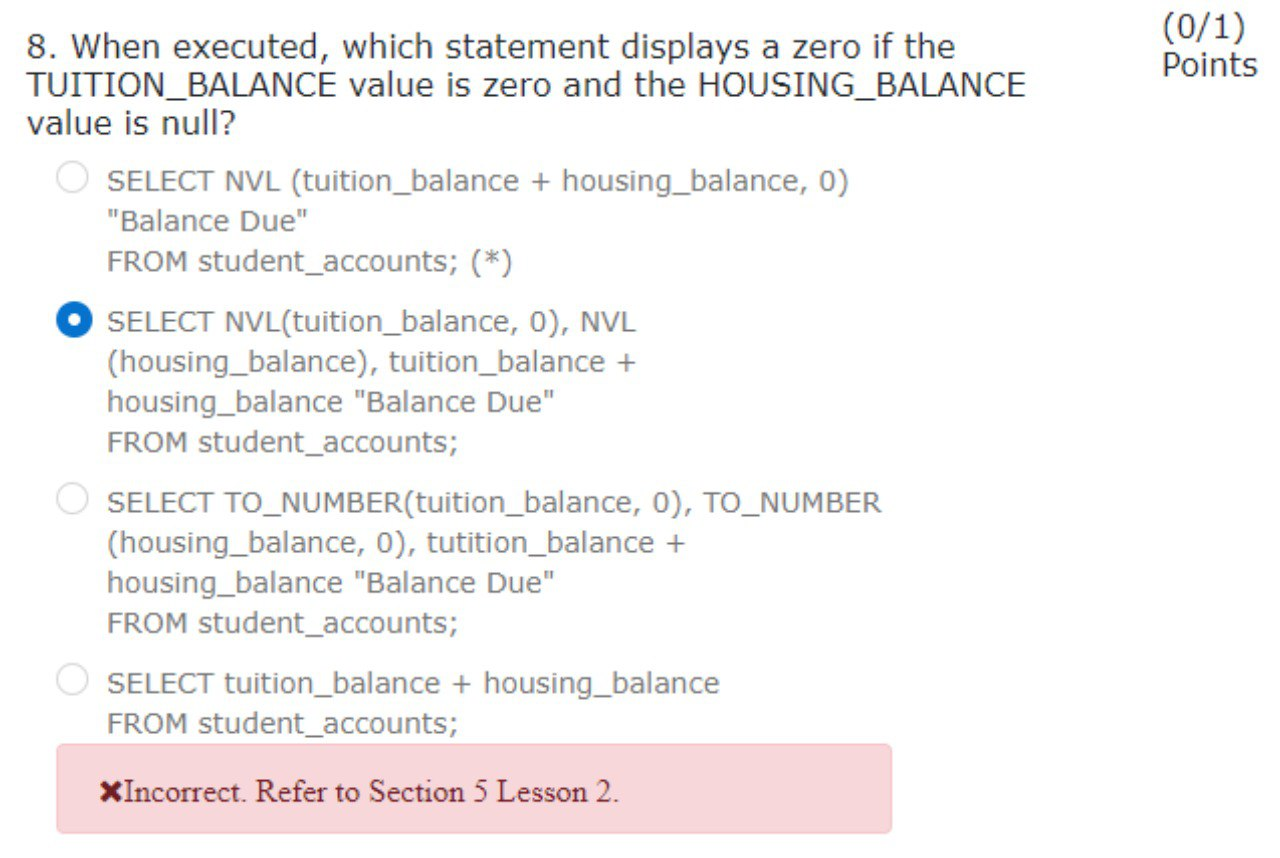 (0/1)
Points
8. When executed, which statement displays a zero if the
TUITION_BALANCE value is zero and the HOUSING_BALANCE
value is null?
SELECT NVL (tuition_balance + housing_balance, 0)
"Balance Due"
FROM student_accounts; (*)
SELECT NVL(tuition_balance, 0), NVL
(housing_balance), tuition_balance +
housing_balance "Balance Due"
FROM student_accounts;
SELECT TO_NUMBER(tuition_balance, 0), TO_NUMBER
(housing_balance, 0), tutition_balance +
housing_balance "Balance Due"
FROM student_accounts;
SELECT tuition_balance + housing_balance
FROM student_accounts;
✖Incorrect. Refer to Section 5 Lesson 2.